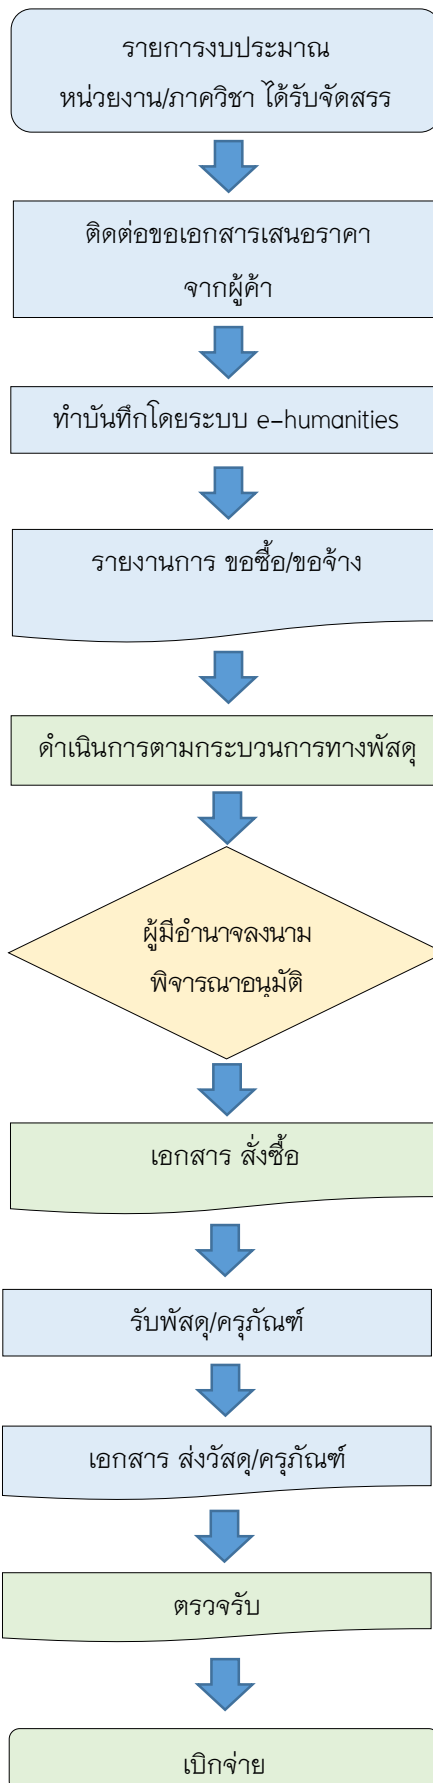 รายการงบประมาณ
หน่วยงาน/ภาควิชา ได้รับจัดสรร
ติดต่อขอเอกสารเสนอราคา
จากผู้ค้า
ทำบันทึกโดยระบบ e-humanities
รายงานการ ขอซื้อ/ขอจ้าง
ดำเนินการตามกระบวนการทางพัสดุ
ผู้มีอำนาจลงนาม
พิจารณาอนุมัติ
เอกสาร สั่งซื้อ
รับพัสดุ/ครุภัณฑ์
เอกสาร ส่งวัสดุ/ครุภัณฑ์
ตรวจรับ
เบิกจ่าย